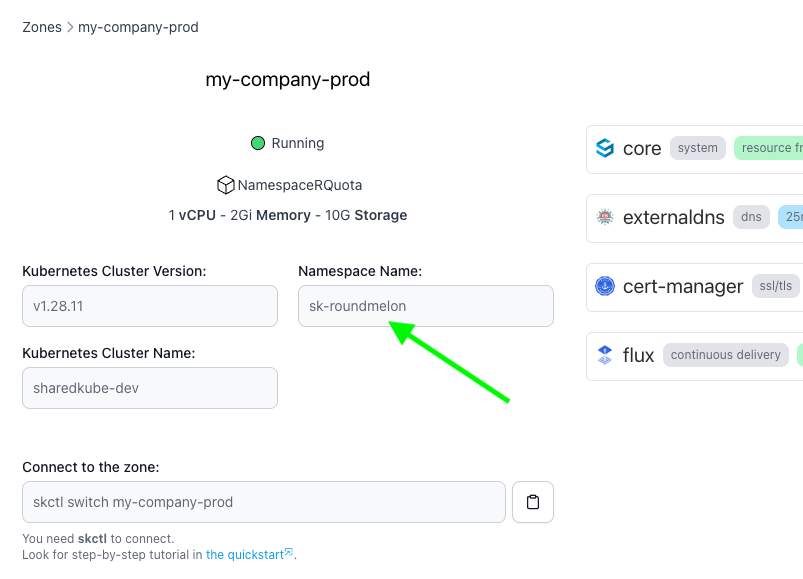 Zones > my-company-prod
my-company-prod
Running
NamespaceRQuota
1 vCPU - 2Gi Memory - 10G Storage
Kubernetes Cluster Version:
v1.28.11
Namespace Name:
sk-roundmelon
Kubernetes Cluster Name:
sharedkube-dev
Connect to the zone:
skctl switch my-company-prod
You need skctl to connect.
Look for step-by-step tutorial in the quickstart.
core system resource
externaldns dns
cert-manager ssl/tls
flux continuous delivery